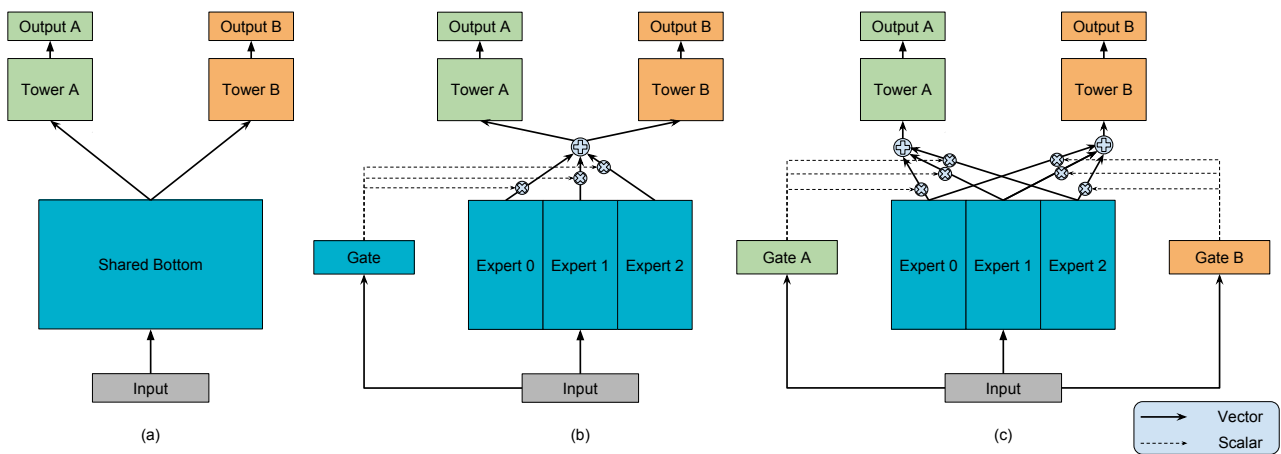 Output A
Output B
Tower A
Tower B
Shared Bottom
Input
(a)
Output A
Output B
Tower A
Tower B
Gate
Expert 0
Expert 1
Expert 2
Input
(b)
Output A
Output B
Tower A
Tower B
Gate A
Expert 0
Expert 1
Expert 2
Gate B
Input
(c)
Vector
Scalar